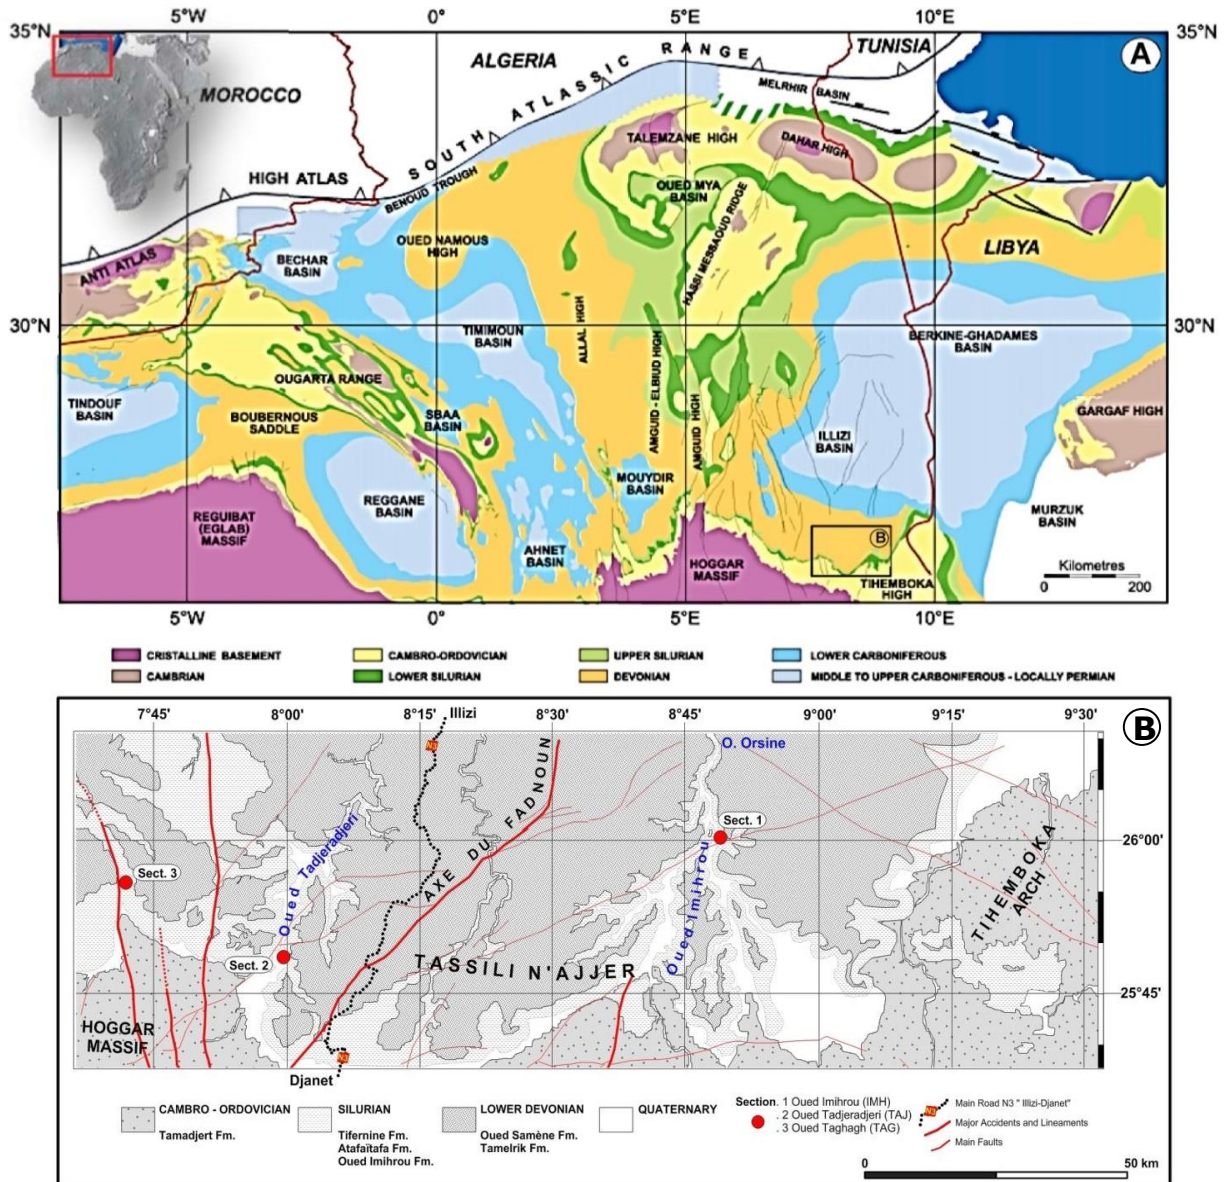 5°W 0° 5°E 10°E
35°N 35°N
A
ALGERIA
TUNISIA
MOROCCO
SOUTH ATLASSIC RANGE
MELRHIR BASIN
TALEMZANE HIGH
DAHAR HIGH
HIGH ATLAS
BENOUD TROUGH
OUED MYA
BASIN
HASSI MESSAOUD RIDGE
ANTI ATLAS
BECHAR
BASIN
OUED NAMOUS
HIGH
LIBYA
30°N 30°N
TIMIMOUN
BASIN
ALLAL HIGH
AMGUID - ELBIUD HIGH
BERKINE-GHADAMES
BASIN
OUGARTA RANGE
TINDOUF
BASIN
BOUBERNOUS
SADDLE
SBAA
BASIN
AMGUID HIGH
GARGAF HIGH
ILLIZI
BASIN
REGGANE
BASIN
MOUYDIR
BASIN
REGUIBAT
(EGLAB)
MASSIF
MURZUK
BASIN
AHNET
BASIN
HOGGAR
MASSIF
B
TIHEMBOKA
HIGH
Kilometres
0 200
5°W 0° 5°E 10°E
CRISTALLINE BASEMENT
CAMBRIAN
CAMBRO-ORDOVICIAN
LOWER SILURIAN
UPPER SILURIAN
DEVONIAN
LOWER CARBONIFEROUS
MIDDLE TO UPPER CARBONIFEROUS - LOCALLY PERMIAN
7°45 8°00 8°15 8°30 8°45 9°00 9°15 9°30
Illizi
B
N3
O. Orsine
AXE DU FADNOUN
Sect. 1
Oued Tadjeradjeri
26°00
Sect. 3
Oued Imihrou
TIHEMBOKA
ARCH
Sect. 2
TASSILI N'AJJER
25°45
HOGGAR
MASSIF
N3
Djanet
CAMBRO - ORDOVICIAN
Tamadjert Fm.
SILURIAN
Tifernine Fm.
Atafaïtafa Fm.
Oued Imihrou Fm.
LOWER DEVONIAN
Oued Samène Fm.
Tamelrik Fm.
QUATERNARY
Section. 1 Oued Imihrou (IMH)
. 2 Oued Tadjeradjeri (TAJ)
. 3 Oued Taghagh (TAG)
N3
Main Road N3 " Illizi-Djanet"
Major Accidents and Lineaments
Main Faults
0 50 km